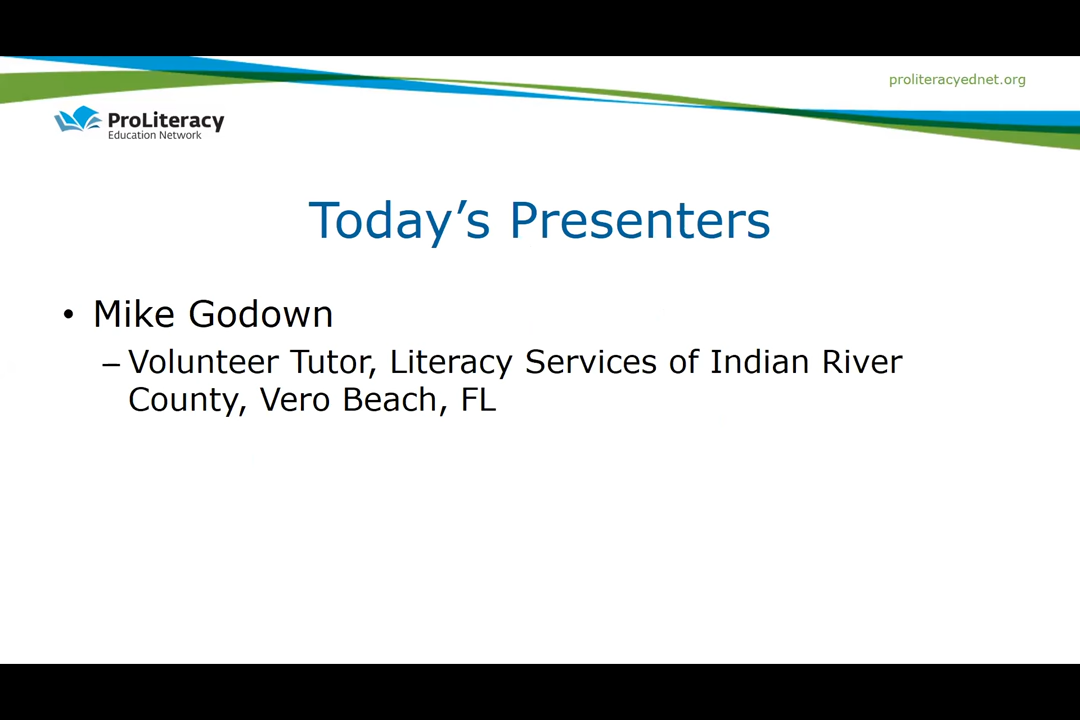 proliteracyednet.org
ProLiteracy
Education Network
Today’s Presenters
• Mike Godown
– Volunteer Tutor, Literacy Services of Indian River
County, Vero Beach, FL